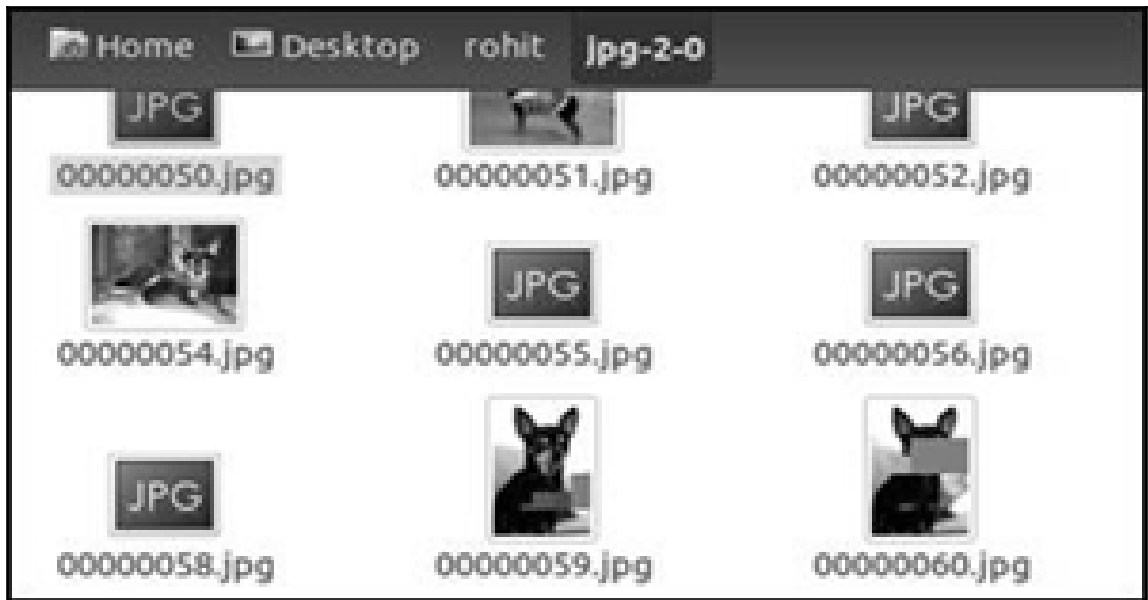 Home Desktop rohit jpg-2-0
JPG JPG
00000050.jpg 00000051.jpg 00000052.jpg
JPG JPG
00000054.jpg 00000055.jpg 00000056.jpg
JPG
00000058.jpg 00000059.jpg 00000060.jpg